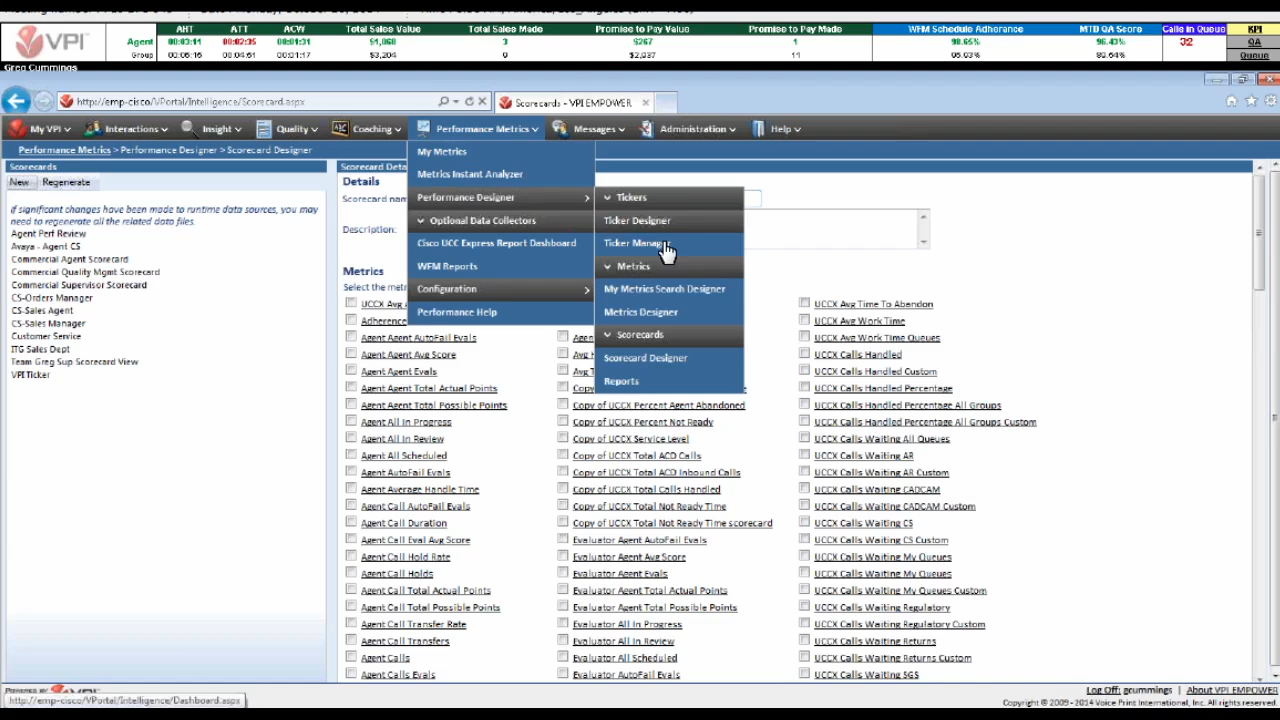 AHT ATT ACW Total Sales Value Total Sales Made Promise to Pay Value Promise to Pay Made WFM Schedule Adherance MTD QA Score Calls in Queue KPI
VPI Agent 00:03:11 00:02:35 00:01:31 $1,060 3 $267 1 98.65% 96.43% 32 QA
Group 00:01:17 $3,204 11 Queue
Greg Cummings
http://emp-cisco/VPortal/Intelligence/Scorecard.aspx
Scorecards - VPI EMPOWER
My VPI Interactions Insight Quality Coaching Performance Metrics Messages Administration Help
Performance Metrics > Performance Designer > Scorecard Designer
Scorecards
New Regenerate
if significant changes have been made to runtime data sources, you may
need to regenerate all the related data files.
Agent Perf Review
Avaya - Agent CS
Commercial Agent Scorecard
Commercial Quality Mgmt Scorecard
Commercial Supervisor Scorecard
CS-Orders Manager
CS-Sales Agent
CS-Sales Manager
Customer Service
ITG Sales Dept
Team Greg Sup Scorecard View
VPI Ticker
My Metrics
Metrics Instant Analyzer
Performance Designer
Optional Data Collectors
Cisco UCC Express Report Dashboard
WFM Reports
Configuration
Performance Help
Tickers
Ticker Designer
Ticker Manag
Metrics
My Metrics Search Designer
Metrics Designer
Scorecards
Scorecard Designer
Reports
Scorecard Deta
Details
Scorecard nam
Description:
Metrics
Select the metr
UCCX Avg A
Adherence
Agent Agent AutoFail Evals
Agent Agent Avg Score
Agent Agent Evals
Agent Agent Total Actual Points
Agent Agent Total Possible Points
Agent All In Progress
Agent All In Review
Agent All Scheduled
Agent AutoFail Evals
Agent Average Handle Time
Agent Call AutoFail Evals
Agent Call Duration
Agent Call Eval Avg Score
Agent Call Hold Rate
Agent Call Holds
Agent Call Total Actual Points
Agent Call Total Possible Points
Agent Call Transfer Rate
Agent Call Transfers
Agent Calls
Agent Calls Evals
Agen
Avg H
Avg T
Copy
Copy of UCCX Percent Agent Abandoned
Copy of UCCX Percent Not Ready
Copy of UCCX Service Level
Copy of UCCX Total ACD Calls
Copy of UCCX Total ACD Inbound Calls
Copy of UCCX Total Calls Handled
Copy of UCCX Total Not Ready Time
Copy of UCCX Total Not Ready Time scorecard
Evaluator Agent AutoFail Evals
Evaluator Agent Avg Score
Evaluator Agent Evals
Evaluator Agent Total Actual Points
Evaluator Agent Total Possible Points
Evaluator All In Progress
Evaluator All In Review
Evaluator All Scheduled
Evaluator AutoFail Evals
UCCX Avg Time To Abandon
UCCX Avg Work Time
UCCX Avg Work Time Queues
UCCX Calls Handled
UCCX Calls Handled Custom
UCCX Calls Handled Percentage
UCCX Calls Handled Percentage All Groups
UCCX Calls Handled Percentage All Groups Custom
UCCX Calls Waiting All Queues
UCCX Calls Waiting AR
UCCX Calls Waiting AR Custom
UCCX Calls Waiting CADCAM
UCCX Calls Waiting CADCAM Custom
UCCX Calls Waiting CS
UCCX Calls Waiting CS Custom
UCCX Calls Waiting My Queues
UCCX Calls Waiting My Queues
UCCX Calls Waiting My Queues Custom
UCCX Calls Waiting Regulatory
UCCX Calls Waiting Regulatory Custom
UCCX Calls Waiting Returns
UCCX Calls Waiting Returns Custom
UCCX Calls Waiting SGS
http://emp-cisco/VPortal/Intelligence/Dashboard.aspx
Log Off: gcummings | About VPI EMPOWER
Copyright © 2009 - 2014 Voice Print International, Inc. All rights reserved.